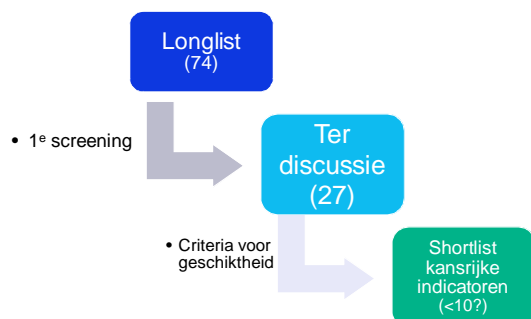 Longlist
(74)
• 1e screening
Ter
discussie
(27)
• Criteria voor
geschiktheid
Shortlist
kansrijke
indicatoren
(<10?)